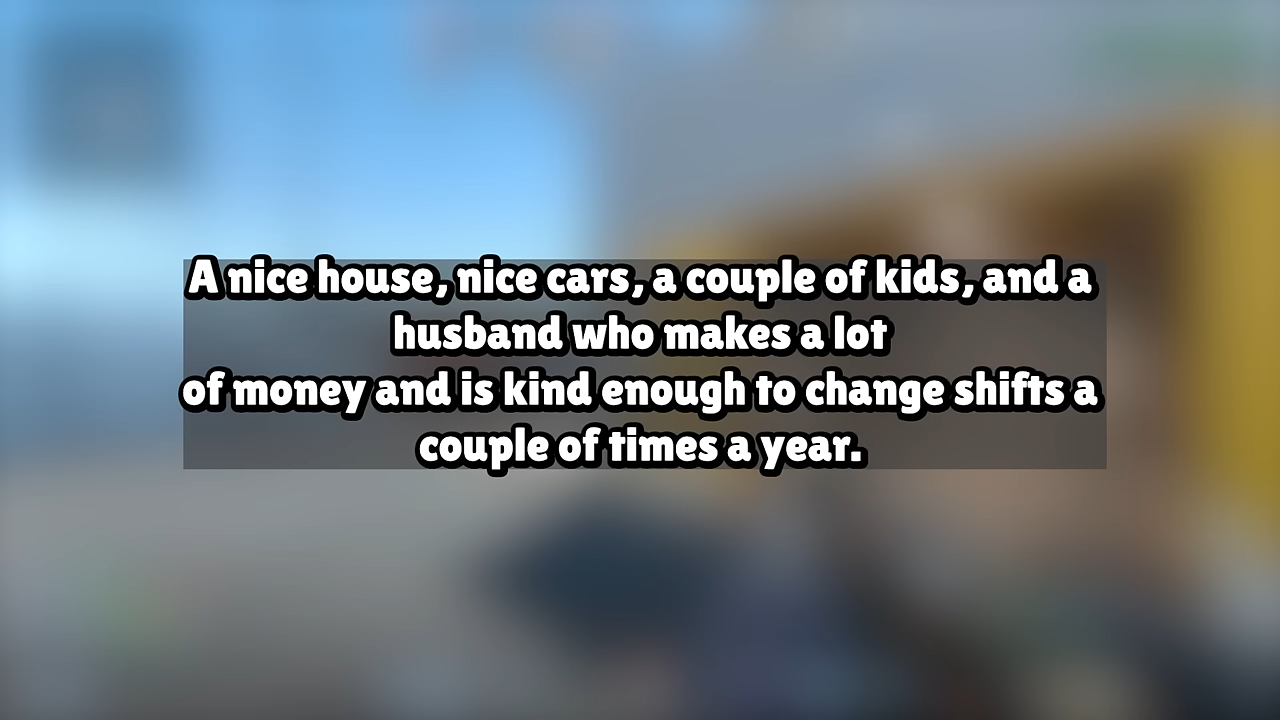 A nice house, nice cars, a couple of kids, and a
husband who makes a lot
of money and is kind enough to change shifts a
couple of times a year.